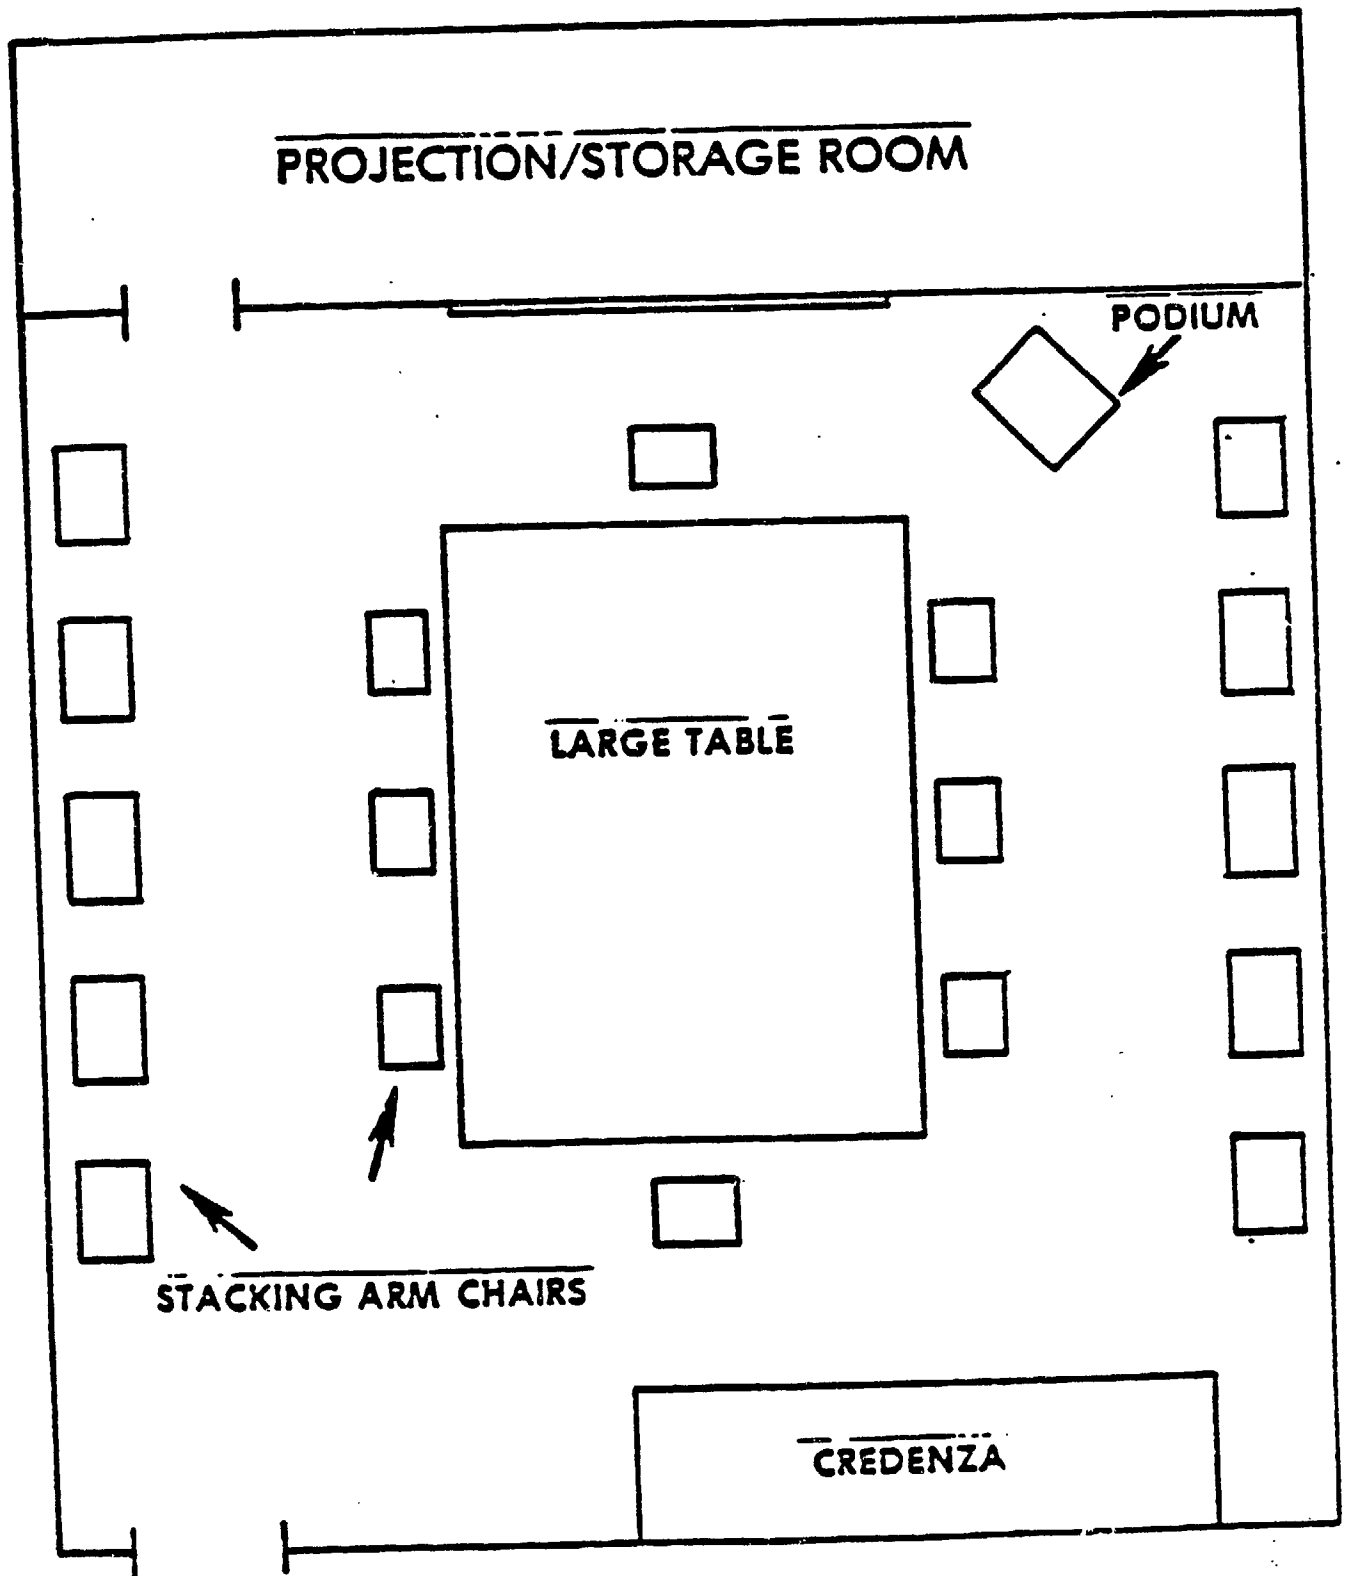 PROJECTION/STORAGE ROOM
PODIUM
LARGE TABLE
STACKING ARM CHAIRS
CREDENZA